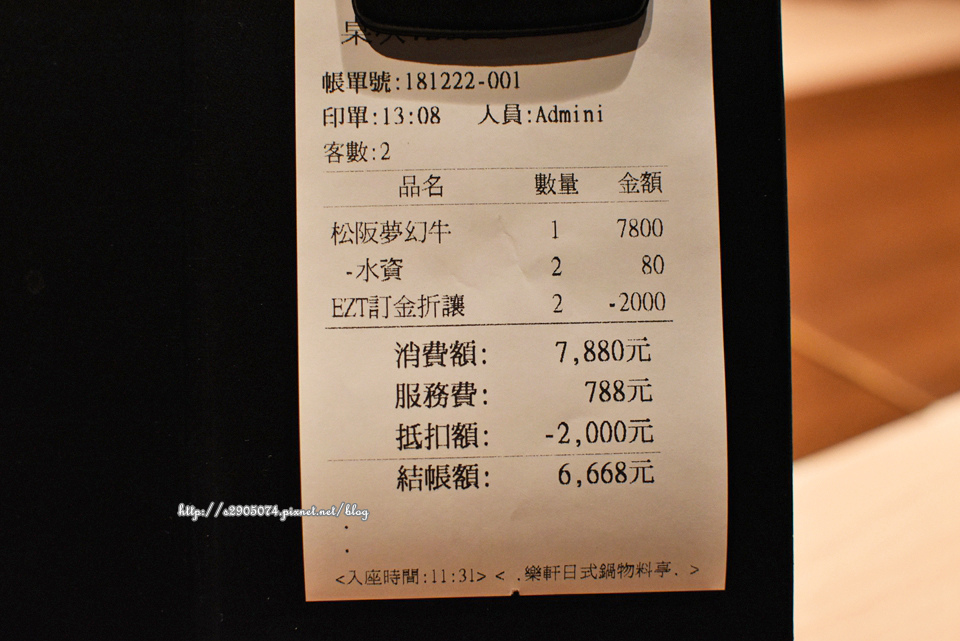 帳單號:181222-001
印單:13:08 人員:Admini
客數:2
品名 數量 金額
松阪夢幻牛 1 7800
-水資 2 80
EZT訂金折讓 2 -2000
消費額: 7,880元
服務費: 788元
抵扣額: -2,000元
結帳額: 6,668元
http://s2905074.pixnet.net/blog
.
.
<入座時間:11:31> < .樂軒日式鍋物料亭. >